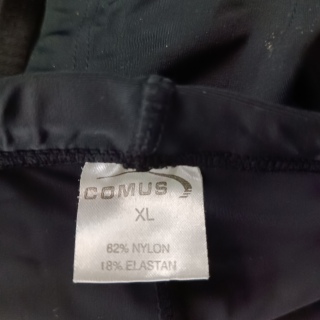 COMUS
XL
82% NYLON
18% ELASTAN